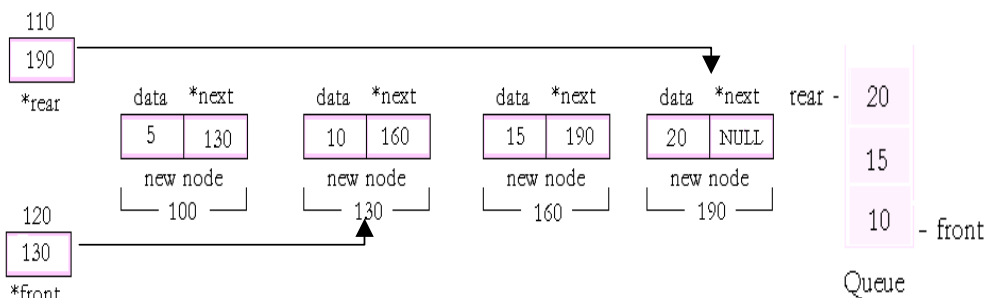 110
190
*rear
data *next
data *next
data *next
data *next
rear - 20
5 130
10 160
15 190
20 NULL
15
new node
new node
new node
new node
100
130
160
190
10 - front
120
130
*front
Queue